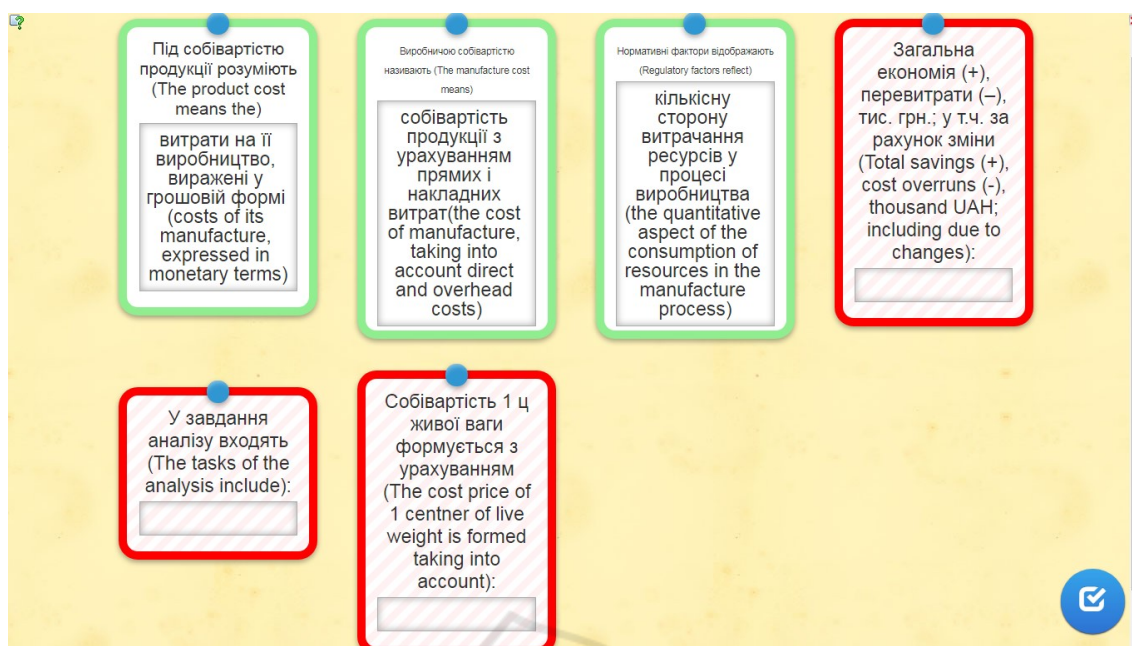 Під собівартістю
продукції розуміють
(The product cost
means the)
витрати на її
виробництво,
виражені у
грошовій формі
(costs of its
manufacture,
expressed in
monetary terms)
Виробничою собівартістю
називають (The manufacture cost
means)
собівартість
продукції з
урахуванням
прямих і
накладних
витрат(the cost
of manufacture,
taking into
account direct
and overhead
costs)
Нормативні фактори відображають
(Regulatory factors reflect)
кількісну
сторону
витрачання
ресурсів у
процесі
виробництва
(the quantitative
aspect of the
consumption of
resources in the
manufacture
process)
Загальна
економія (+),
перевитрати (–),
тис. грн.; у т.ч. за
рахунок зміни
(Total savings (+),
cost overruns (-),
thousand UAH;
including due to
changes):
У завдання
аналізу входять
(The tasks of the
analysis include):
Собівартість 1 ц
живої ваги
формується з
урахуванням
(The cost price of
1 centner of live
weight is formed
taking into
account):